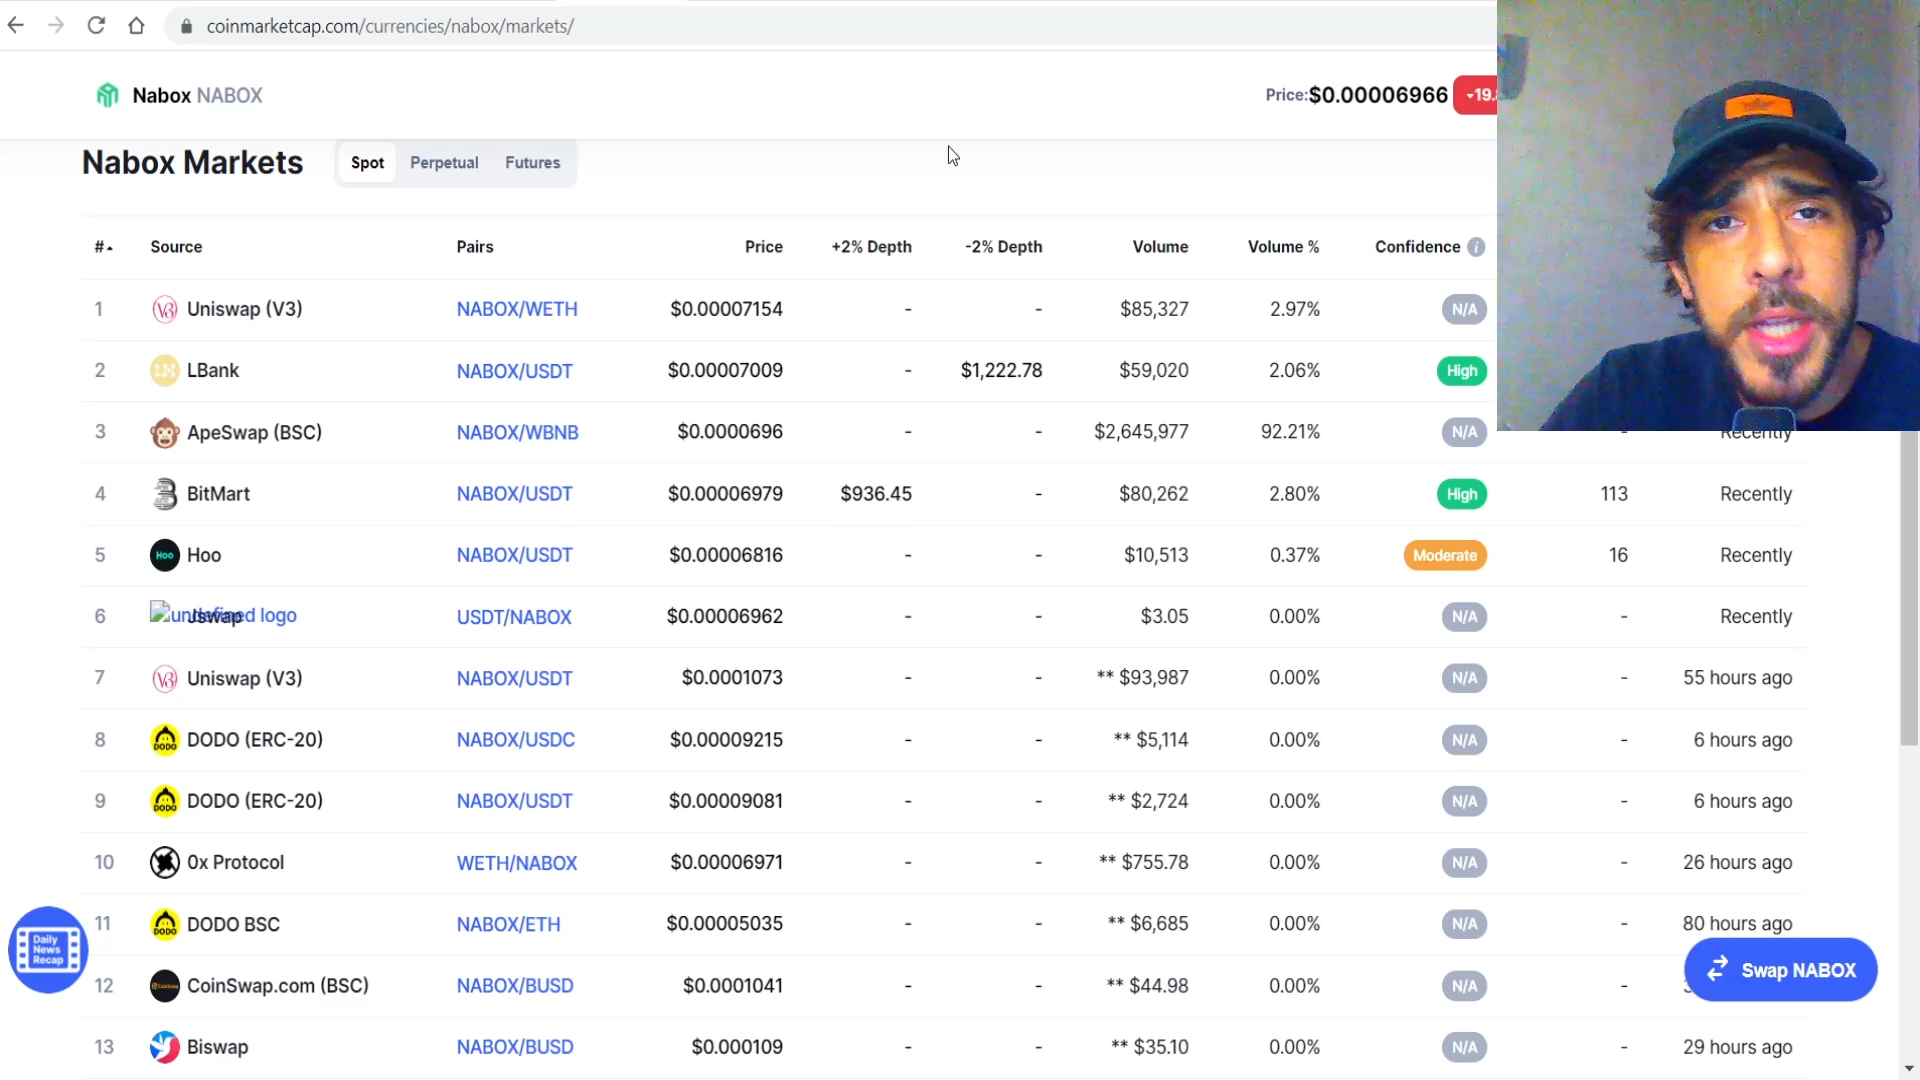 coinmarketcap.com/currencies/nabox/markets/
Nabox NABOX Price:$0.00006966
Nabox Markets Spot Perpetual Futures
# Source Pairs Price +2% Depth -2% Depth Volume Volume % Confidence
1 Uniswap (V3) NABOX/WETH $0.00007154 - - $85,327 2.97% N/A
2 LBank NABOX/USDT $0.00007009 - $1,222.78 $59,020 2.06% High
3 ApeSwap (BSC) NABOX/WBNB $0.0000696 - - $2,645,977 92.21% N/A - Recently
4 BitMart NABOX/USDT $0.00006979 $936.45 - $80,262 2.80% High 113 Recently
5 Hoo NABOX/USDT $0.00006816 - - $10,513 0.37% Moderate 16 Recently
6 undefined logo Jswap USDT/NABOX $0.00006962 - - $3.05 0.00% N/A - Recently
7 Uniswap (V3) NABOX/USDT $0.0001073 - - ** $93,987 0.00% N/A - 55 hours ago
8 DODO (ERC-20) NABOX/USDC $0.00009215 - - ** $5,114 0.00% N/A - 6 hours ago
9 DODO (ERC-20) NABOX/USDT $0.00009081 - - ** $2,724 0.00% N/A - 6 hours ago
10 0x Protocol WETH/NABOX $0.00006971 - - ** $755.78 0.00% N/A - 26 hours ago
11 DODO BSC NABOX/ETH $0.00005035 - - ** $6,685 0.00% N/A - 80 hours ago
Daily
News
Recap
Swap NABOX
12 CoinSwap.com (BSC) NABOX/BUSD $0.0001041 - - ** $44.98 0.00% N/A -
13 Biswap NABOX/BUSD $0.000109 - - ** $35.10 0.00% N/A - 29 hours ago